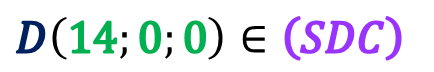 D(14; 0; 0) ∈ (SDC)